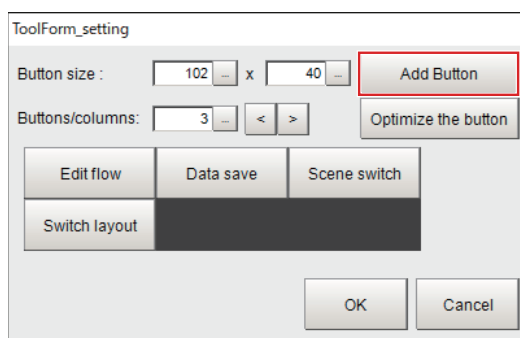 ToolForm_setting
Button size : 102 ... x 40 ... Add Button
Buttons/columns: 3 ... < > Optimize the button
Edit flow Data save Scene switch
Switch layout
OK Cancel